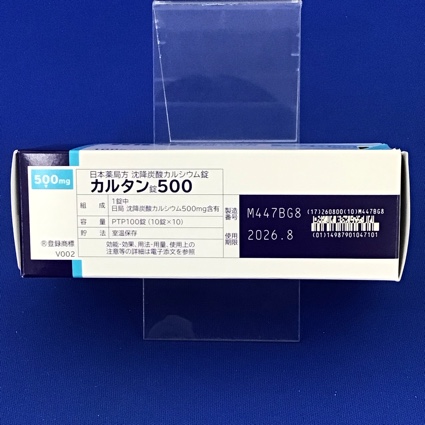 500mg
日本薬局方 沈降炭酸カルシウム錠
カルタン錠500
組成 1錠中
日局 沈降炭酸カルシウム500mg含有
容量 PTP100錠(10錠×10)
貯法 室温保存
効能・効果、用法・用量、使用上の
注意等の詳細は電子添文を参照
®登録商標
V002
製造番号 M447BG8
使用期限 2026.8
(17)260800(10)M447BG8
(01)14987901047101